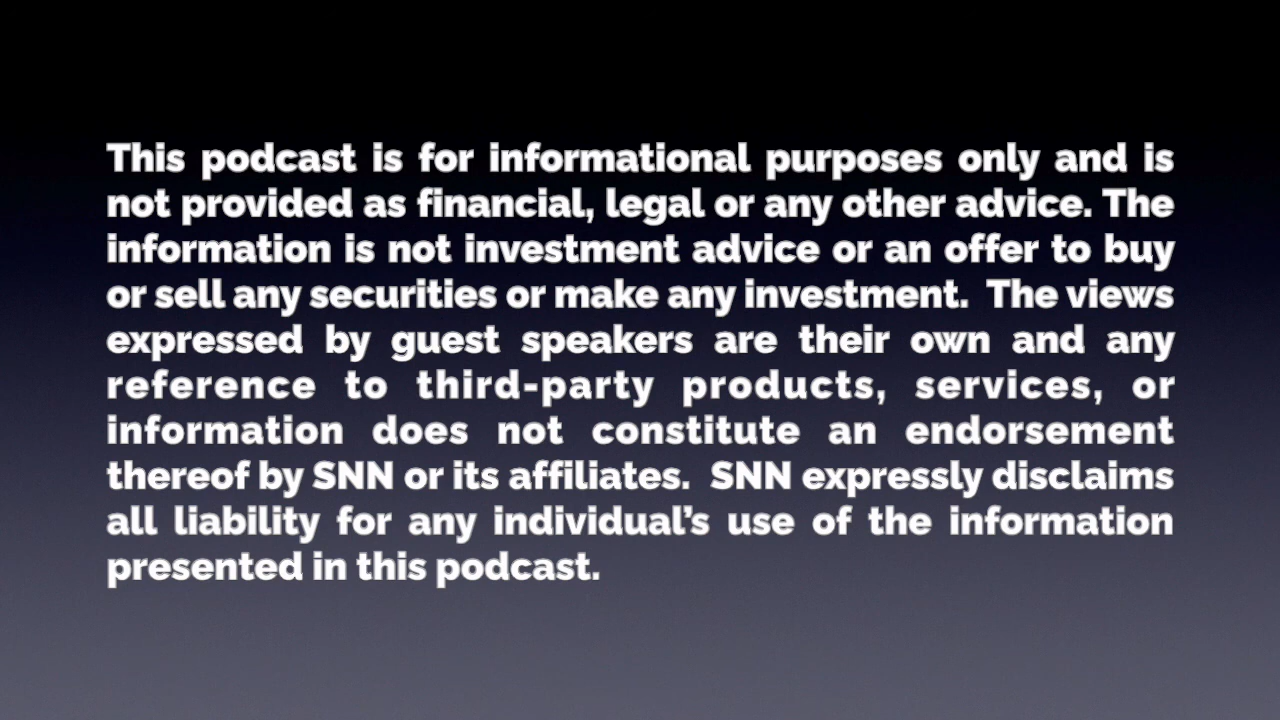 This podcast is for informational purposes only and is
not provided as financial, legal or any other advice. The
information is not investment advice or an offer to buy
or sell any securities or make any investment.  The views
expressed by guest speakers are their own and any
reference to third-party products, services, or
information does not constitute an endorsement
thereof by SNN or its affiliates.  SNN expressly disclaims
all liability for any individual’s use of the information
presented in this podcast.